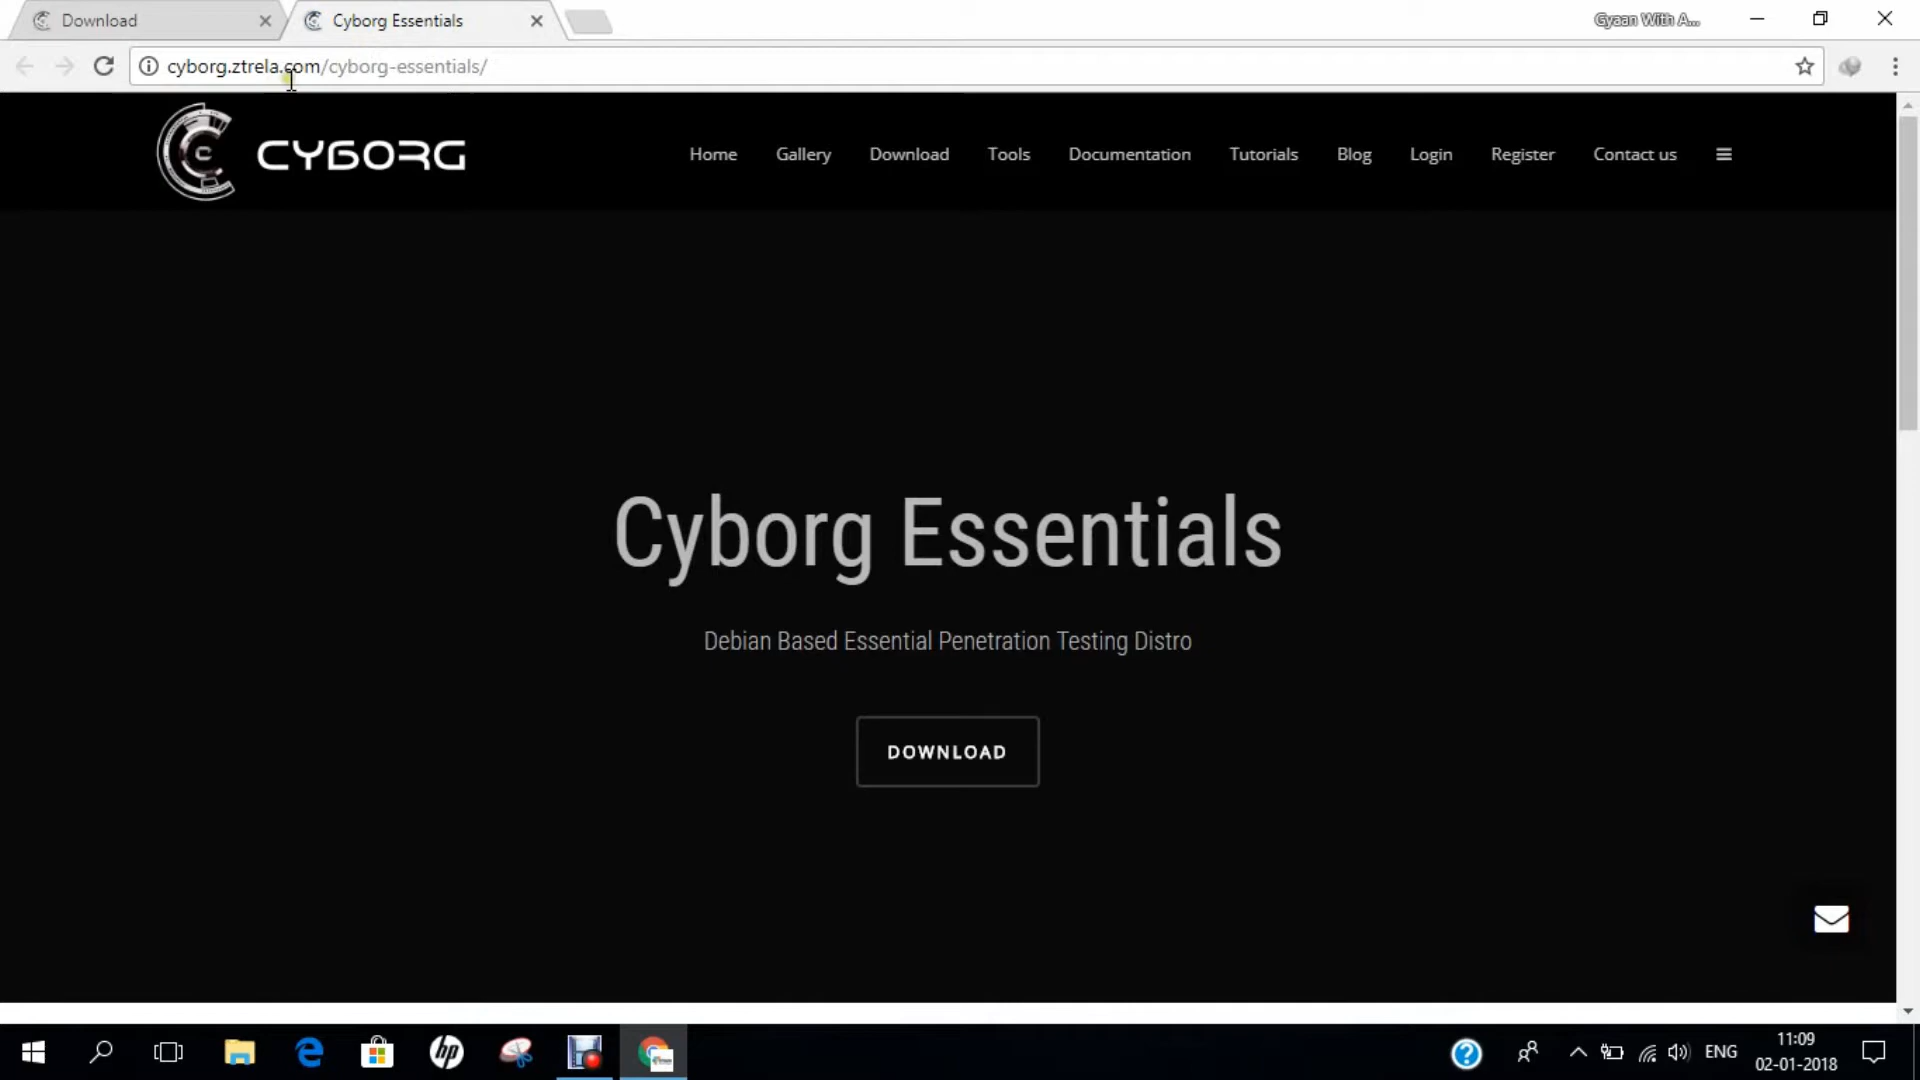 Download
Cyborg Essentials
Gyaan With A...
cyborg.ztrela.com/cyborg-essentials/
CYBORG
Home
Gallery
Download
Tools
Documentation
Tutorials
Blog
Login
Register
Contact us
Cyborg Essentials
Debian Based Essential Penetration Testing Distro
DOWNLOAD
hp
ENG
11:09
02-01-2018